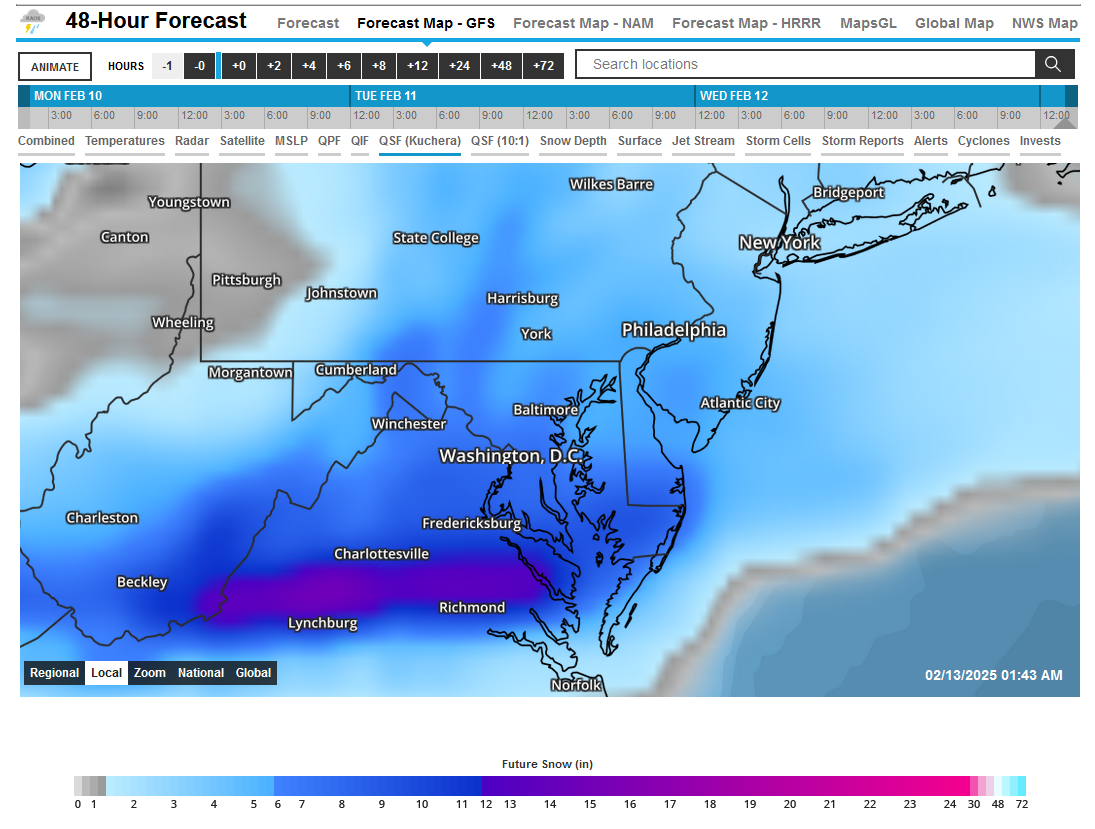 RAOS
48-Hour Forecast
Forecast Forecast Map - GFS Forecast Map - NAM Forecast Map - HRRR MapsGL Global Map NWS Map
ANIMATE HOURS -1 -0 +0 +2 +4 +6 +8 +12 +24 +48 +72 Search locations
MON FEB 10 TUE FEB 11 WED FEB 12
3:00 6:00 9:00 12:00 3:00 6:00 9:00 12:00 3:00 6:00 9:00 12:00 3:00 6:00 9:00 12:00 3:00 6:00 9:00 12:00 3:00 6:00 9:00 12:00
Combined Temperatures Radar Satellite MSLP QPF QIF QSF (Kuchera) QSF (10:1) Snow Depth Surface Jet Stream Storm Cells Storm Reports Alerts Cyclones Invests
Wilkes Barre
Bridgeport
Youngstown
Canton
State College
New York
Pittsburgh
Johnstown
Harrisburg
Wheeling
York
Philadelphia
Morgantown
Cumberland
Baltimore
Atlantic City
Winchester
Washington, D.C.
Charleston
Fredericksburg
Charlottesville
Beckley
Richmond
Lynchburg
Regional Local Zoom National Global
02/13/2025 01:43 AM
Norfolk
Future Snow (in)
0 1 2 3 4 5 6 7 8 9 10 11 12 13 14 15 16 17 18 19 20 21 22 23 24 30 48 72